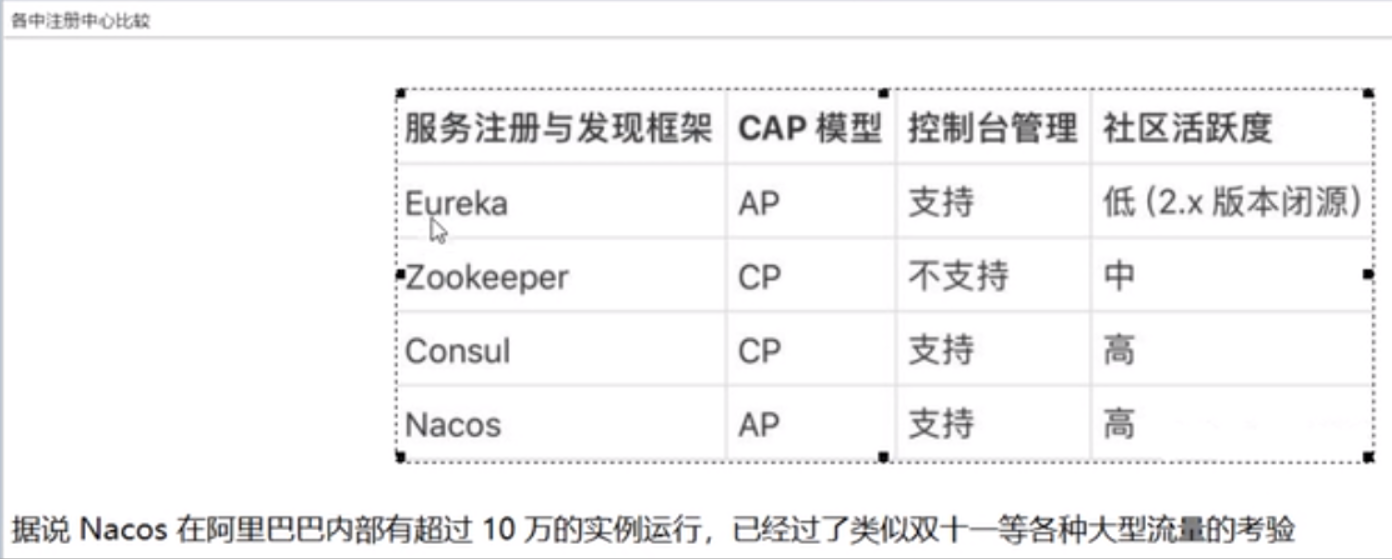 各中注册中心比较
服务注册与发现框架 CAP 模型 控制台管理 社区活跃度
Eureka AP 支持 低 (2.x 版本闭源)
Zookeeper CP 不支持 中
Consul CP 支持 高
Nacos AP 支持 高
据说 Nacos 在阿里巴巴内部有超过 10 万的实例运行，已经过了类似双十一等各种大型流量的考验